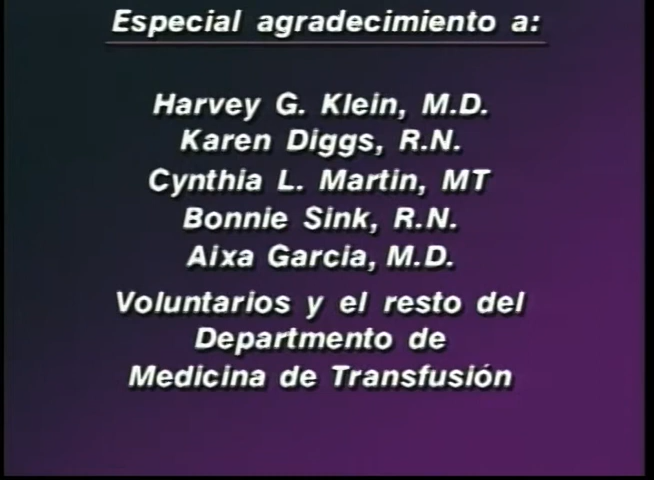 Especial agradecimiento a:
Harvey G. Klein, M.D.
Karen Diggs, R.N.
Cynthia L. Martin, MT
Bonnie Sink, R.N.
Aixa Garcia, M.D.
Voluntarios y el resto del
Departmento de
Medicina de Transfusión